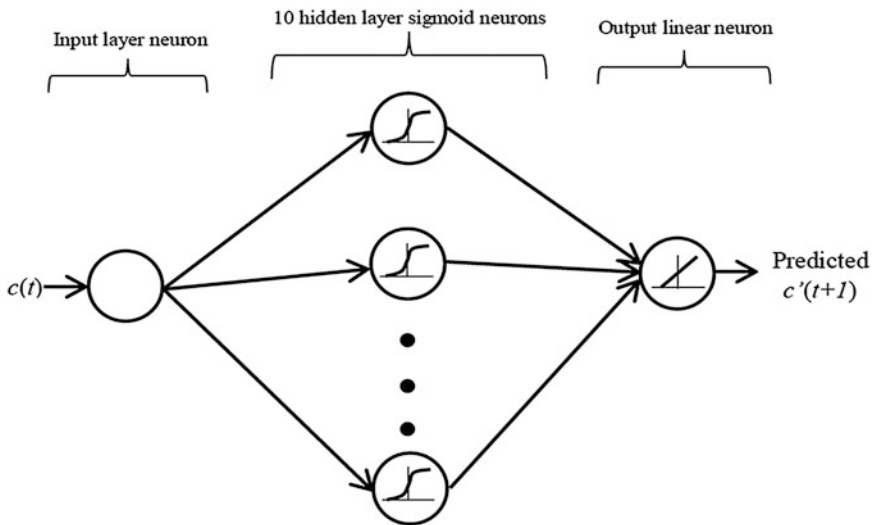 Input layer neuron
10 hidden layer sigmoid neurons
Output linear neuron
c(t)
Predicted
c’(t+1)